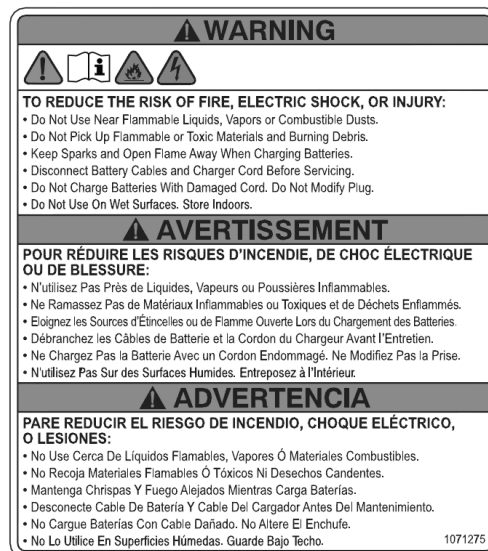 WARNING
TO REDUCE THE RISK OF FIRE, ELECTRIC SHOCK, OR INJURY:
• Do Not Use Near Flammable Liquids, Vapors or Combustible Dusts.
• Do Not Pick Up Flammable or Toxic Materials and Burning Debris.
• Keep Sparks and Open Flame Away When Charging Batteries.
• Disconnect Battery Cables and Charger Cord Before Servicing.
• Do Not Charge Batteries With Damaged Cord. Do Not Modify Plug.
• Do Not Use On Wet Surfaces. Store Indoors.
AVERTISSEMENT
POUR RÉDUIRE LES RISQUES D'INCENDIE, DE CHOC ÉLECTRIQUE
OU DE BLESSURE:
• N'utilisez Pas Près de Liquides, Vapeurs ou Poussières Inflammables.
• Ne Ramassez Pas de Matériaux Inflammables ou Toxiques et de Déchets Enflammés.
• Eloignez les Sources d'Étincelles ou de Flamme Ouverte Lors du Chargement des Batteries.
• Débranchez les Câbles de Batterie et la Cordon du Chargeur Avant l'Entretien.
• Ne Chargez Pas la Batterie Avec un Cordon Endommagé. Ne Modifiez Pas la Prise.
• N'utilisez Pas Sur des Surfaces Humides. Entreposez à l'Intérieur.
ADVERTENCIA
PARE REDUCIR EL RIESGO DE INCENDIO, CHOQUE ELÉCTRICO,
O LESIONES:
• No Use Cerca De Líquidos Flamables, Vapores Ó Materiales Combustibles.
• No Recoja Materiales Flamables Ó Tóxicos Ni Desechos Candentes.
• Mantenga Chrispas Y Fuego Alejados Mientras Carga Baterías.
• Desconecte Cable De Batería Y Cable Del Cargador Antes Del Mantenimiento.
• No Cargue Baterías Con Cable Dañado. No Altere El Enchufe.
• No Lo Utilice En Superficies Húmedas. Guarde Bajo Techo.
1071275